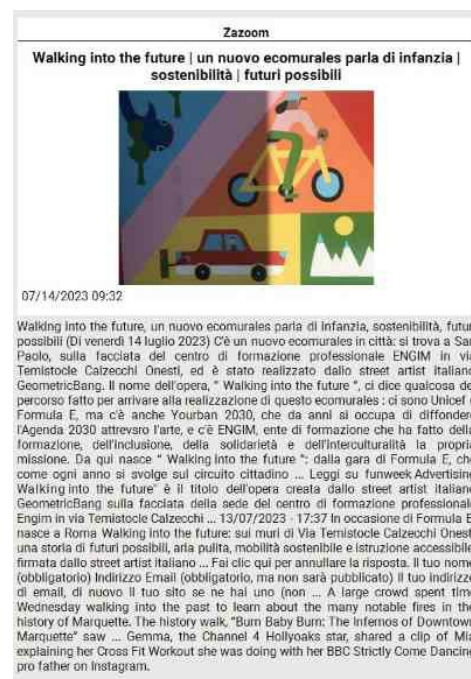 Zazoom
Walking into the future | un nuovo ecomurales parla di infanzia |
sostenibilità | futuri possibili
07/14/2023 09:32
Walking into the future, un nuovo ecomurales parla di infanzia, sostenibilità, futur
possibili (Di venerdì 14 luglio 2023) C'è un nuovo ecomurales in città: si trova a San
Paolo, sulla facciata del centro di formazione professionale ENGIM in via
Temistocle Calzecchi Onesti, ed è stato realizzato dallo street artist italiano
GeometricBang. Il nome dell'opera, " Walking into the future ", ci dice qualcosa de
percorso fatto per arrivare alla realizzazione di questo ecomurales : ci sono Unicef e
Formula E, ma c'è anche Yourban 2030, che da anni si occupa di diffondere
l'Agenda 2030 attrevsro l'arte, e c'è ENGIM, ente di formazione che ha fatto della
formazione, dell'inclusione, della solidarietà e dell'interculturalità la propria
missione. Da qui nasce " Walking into the future ": dalla gara di Formula E, che
come ogni anno si svolge sul circuito cittadino ... Leggi su funweek Advertising
Walking into the future" è il titolo dell'opera creata dallo street artist italiano
GeometricBang sulla facciata della sede del centro di formazione professionale
Engim in via Temistocle Calzecchi ... 13/07/2023 - 17:37 In occasione di Formula E
nasce a Roma Walking into the future: sui muri di Via Temistocle Calzecchi Onesti
una storia di futuri possibili, aria pulita, mobilità sostenibile e istruzione accessibile
firmata dallo street artist italiano ... Fai clic qui per annullare la risposta. Il tuo nome
(obbligatorio) Indirizzo Email (obbligatorio, ma non sarà pubblicato) Il tuo indirizzo
di email, di nuovo Il tuo sito se ne hai uno (non ... A large crowd spent time
Wednesday walking into the past to learn about the many notable fires in the
history of Marquette. The history walk, "Burn Baby Burn: The Infernos of Downtown
Marquette" saw ... Gemma, the Channel 4 Hollyoaks star, shared a clip of Mia
explaining her Cross Fit Workout she was doing with her BBC Strictly Come Dancing
pro father on Instagram.